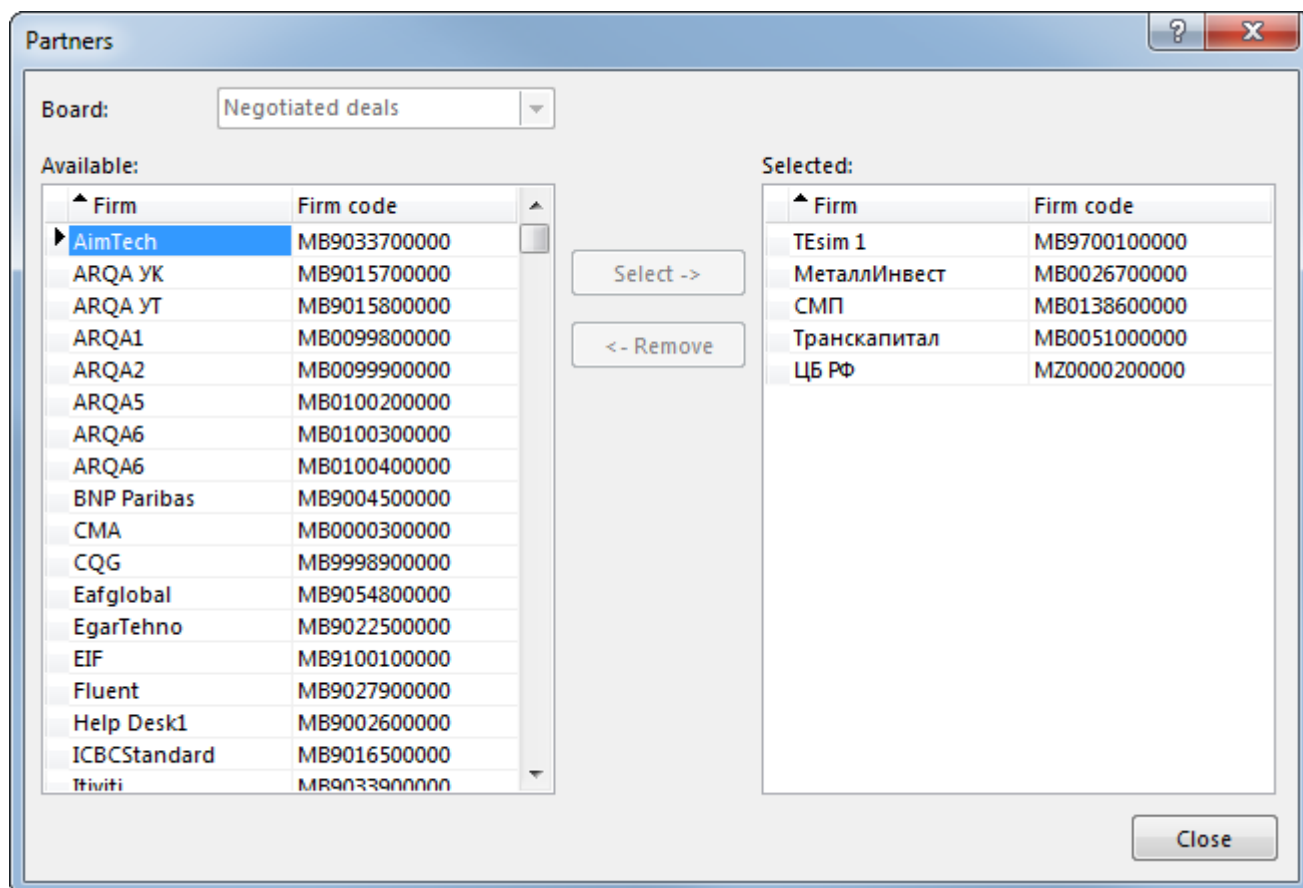 Partners
Board: Negotiated deals
Available:
Firm Firm code
AimTech MB9033700000
ARQA УК MB9015700000
ARQA УТ MB9015800000
ARQA1 MB0099800000
ARQA2 MB0099900000
ARQA5 MB0100200000
ARQA6 MB0100300000
ARQA6 MB0100400000
BNP Paribas MB9004500000
CMA MB0000300000
CQG MB9998900000
Eafglobal MB9054800000
EgarTehno MB9022500000
EIF MB9100100000
Fluent MB9027900000
Help Desk1 MB9002600000
ICBCStandard MB9016500000
Itiviti MB9033900000
Select ->
<- Remove
Selected:
Firm Firm code
TEsim 1 MB9700100000
МеталлИнвест MB0026700000
СМП MB0138600000
Транскапитал MB0051000000
ЦБ РФ MZ0000200000
Close